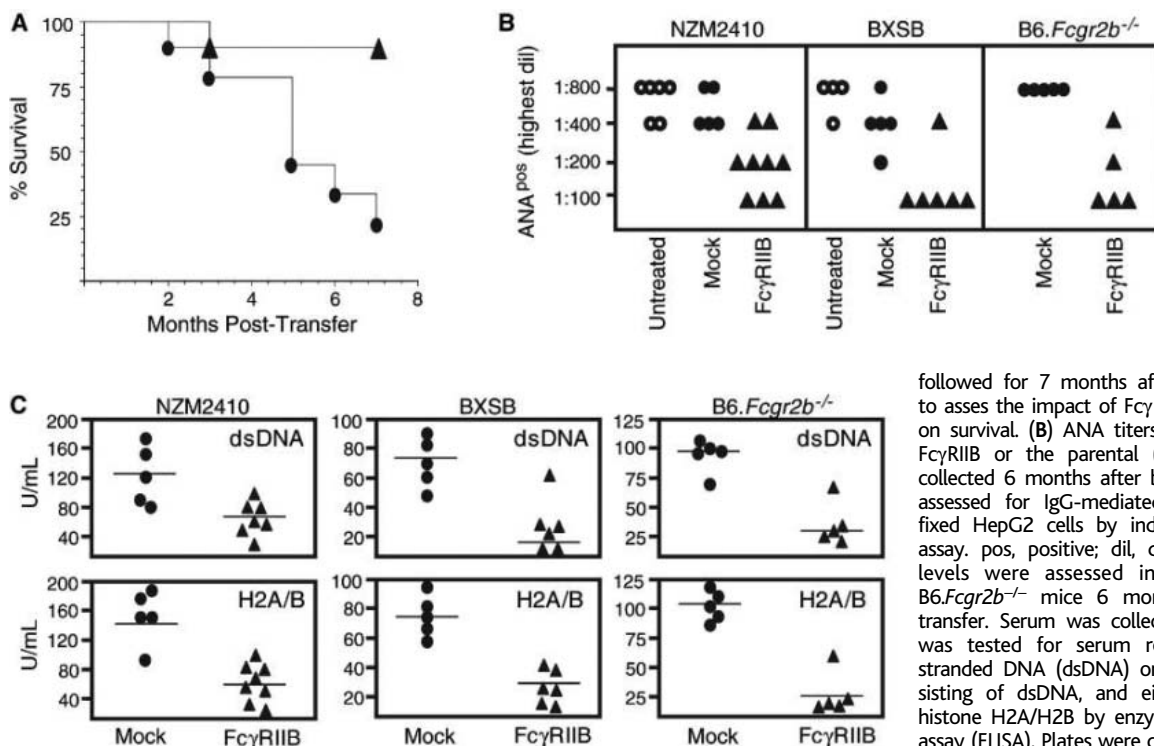 A
100
75
50
25
% Survival
2
4
6
8
Months Post-Transfer
B
NZM2410
BXSB
B6.Fcgr2b-/-
ANA pos (highest dil)
1:800
1:400
1:200
1:100
Untreated
Mock
FcγRIIB
Untreated
Mock
FcγRIIB
Mock
FcγRIIB
C
NZM2410
BXSB
B6.Fcgr2b-/-
U/mL
200
160
120
80
40
dsDNA
100
80
60
40
20
dsDNA
125
100
75
50
25
dsDNA
U/mL
200
160
120
80
40
H2A/B
100
80
60
40
20
H2A/B
125
100
75
50
25
H2A/B
Mock
FcγRIIB
Mock
FcγRIIB
Mock
FcγRIIB
followed for 7 months af
to asses the impact of Fcγ
on survival. (B) ANA titers
FcγRIIB or the parental (
collected 6 months after b
assessed for IgG-mediated
fixed HepG2 cells by ind
assay. pos, positive; dil, c
levels were assessed in
B6.Fcgr2b-/- mice 6 mon
transfer. Serum was collec
was tested for serum re
stranded DNA (dsDNA) or
sisting of dsDNA, and ei
histone H2A/H2B by enzy
assay (ELISA). Plates were c